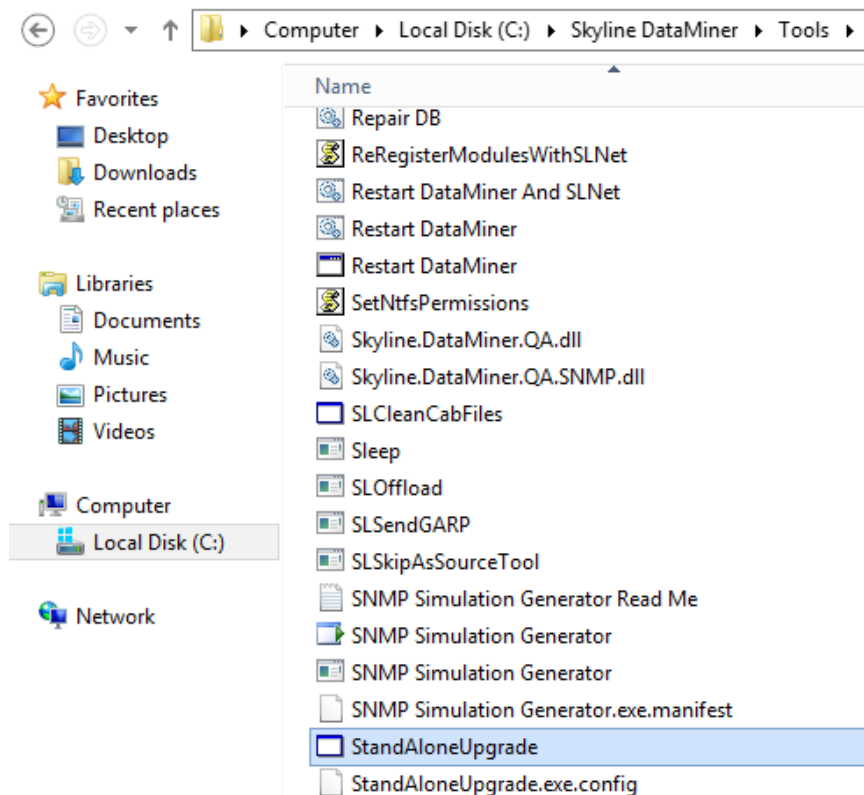 Computer Local Disk (C:) Skyline DataMiner Tools
Favorites
Desktop
Downloads
Recent places
Libraries
Documents
Music
Pictures
Videos
Computer
Local Disk (C:)
Network
Name
Repair DB
ReRegisterModulesWithSLNet
Restart DataMiner And SLNet
Restart DataMiner
Restart DataMiner
SetNtfsPermissions
Skyline.DataMiner.QA.dll
Skyline.DataMiner.QA.SNMP.dll
SLCleanCabFiles
Sleep
SLOffload
SLSendGARP
SLSkipAsSourceTool
SNMP Simulation Generator Read Me
SNMP Simulation Generator
SNMP Simulation Generator
SNMP Simulation Generator.exe.manifest
StandAloneUpgrade
StandAloneUpgrade.exe.config